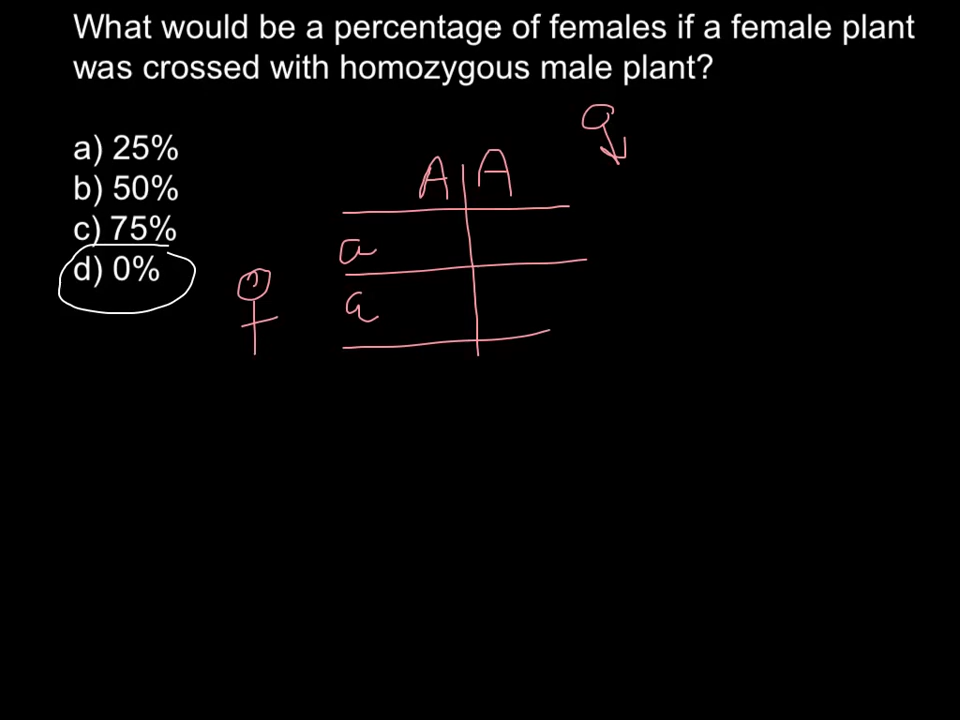 What would be a percentage of females if a female plant
was crossed with homozygous male plant?
a) 25%
b) 50%
c) 75%
d) 0%
A A
a
a